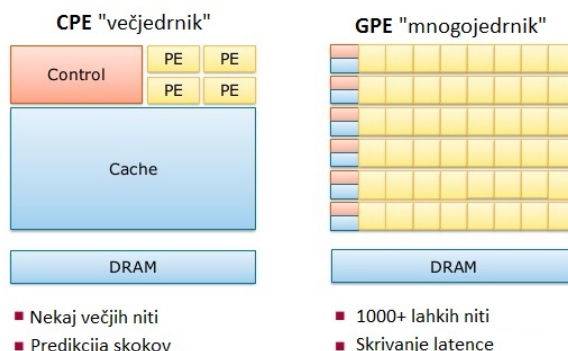 CPE "večjedrnik"
Control
PE PE
PE PE
Cache
DRAM
■ Nekaj večjih niti
■ Predikcija skokov
GPE "mnogojedrnik"
DRAM
■ 1000+ lahkih niti
■ Skrivanje latence